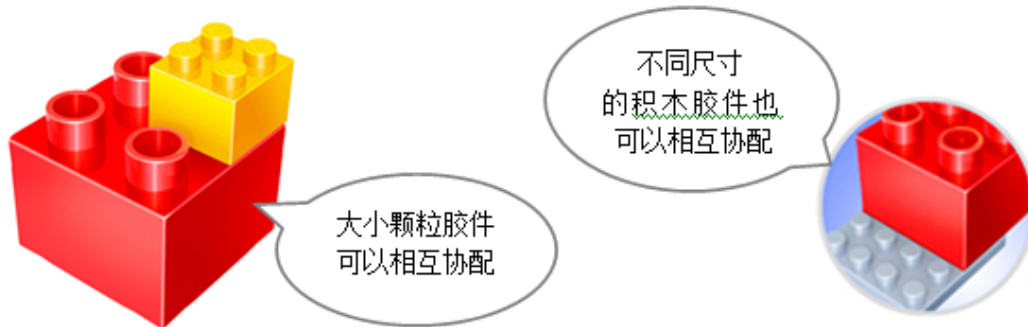 大小颗粒胶件
可以相互协配
不同尺寸
的积木胶件也
可以相互协配